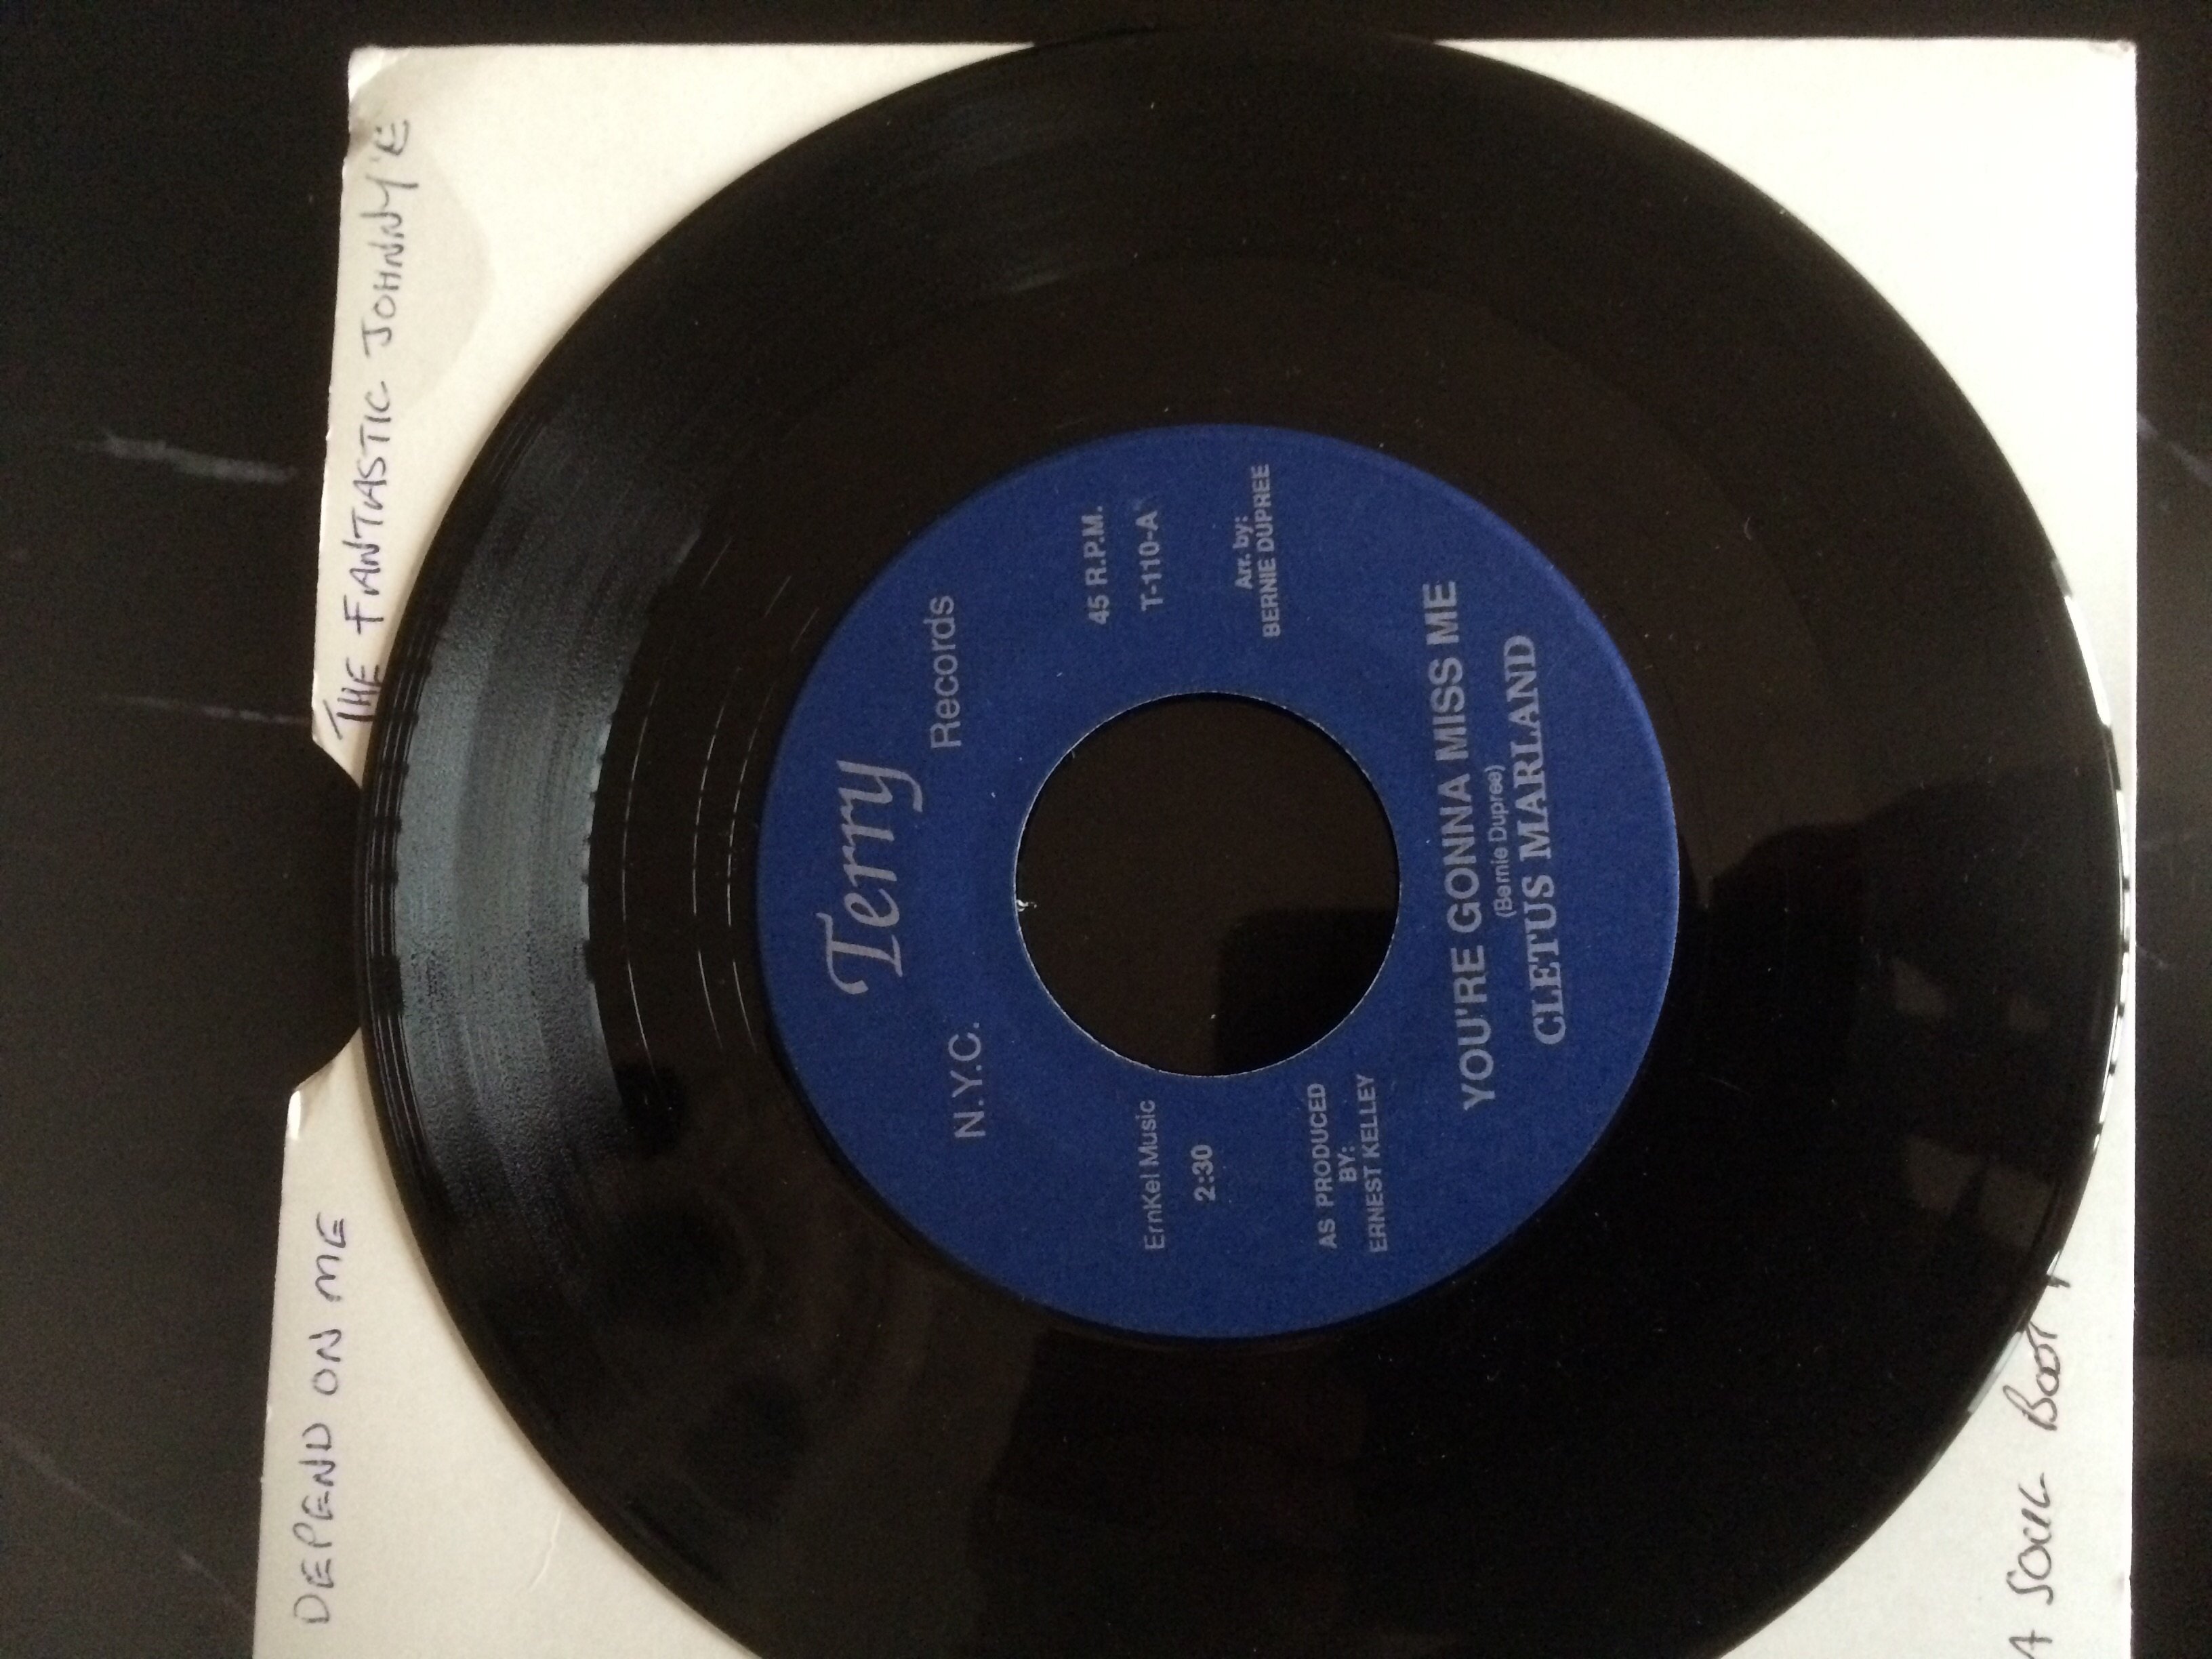 DEPEND ON ME
THE FANTASTIC JOHNNY'E
Terry
N.Y.C. Records
ErnKel Music
2:30
45 R.P.M.
T-110-A
AS PRODUCED
BY:
ERNEST KELLEY
Arr. by:
BERNIE DUPREE
YOU'RE GONNA MISS ME
(Bernie Dupree)
CLETUS MARLAND
A SOUL